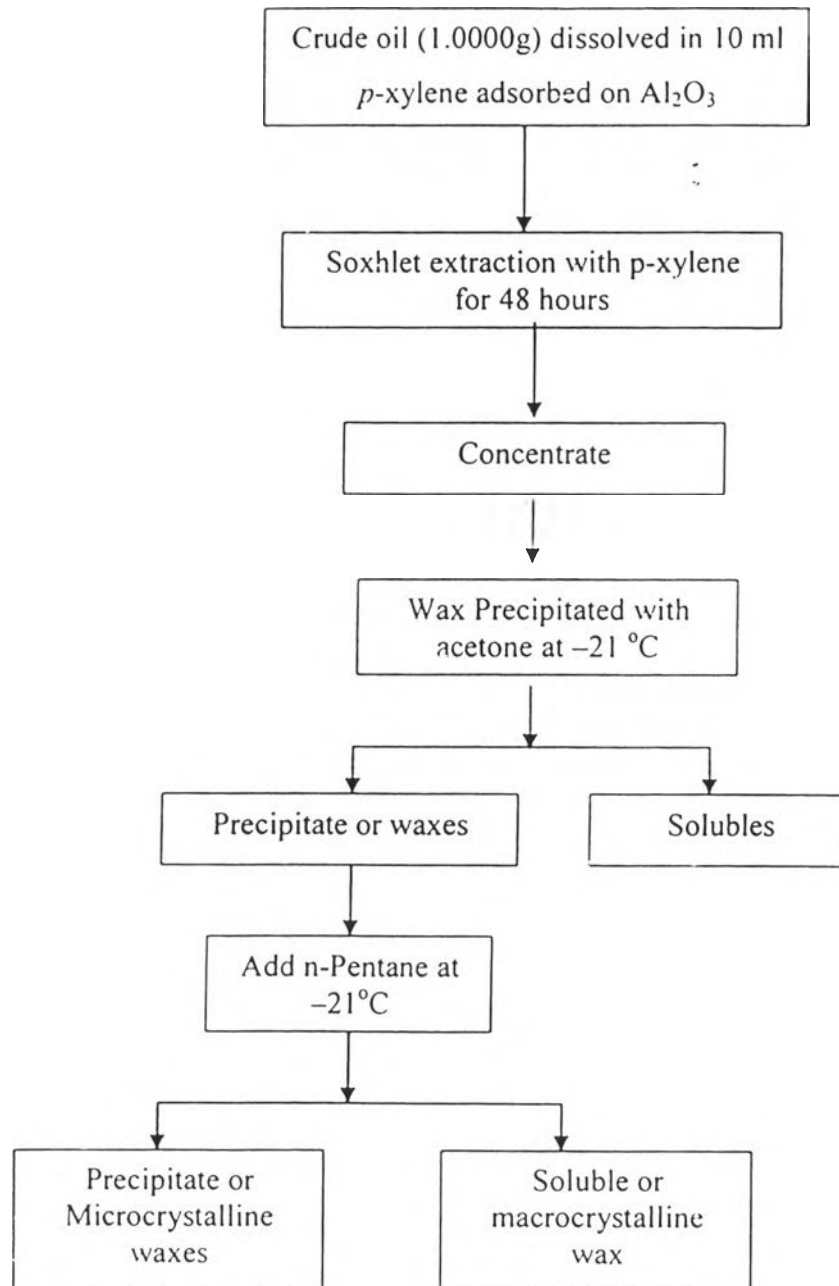 Crude oil (1.0000g) dissolved in 10 ml
p-xylene adsorbed on Al₂O₃
Soxhlet extraction with p-xylene
for 48 hours
Concentrate
Wax Precipitated with
acetone at –21 °C
Precipitate or waxes
Solubles
Add n-Pentane at
–21°C
Precipitate or
Microcrystalline
waxes
Soluble or
macrocrystalline
wax